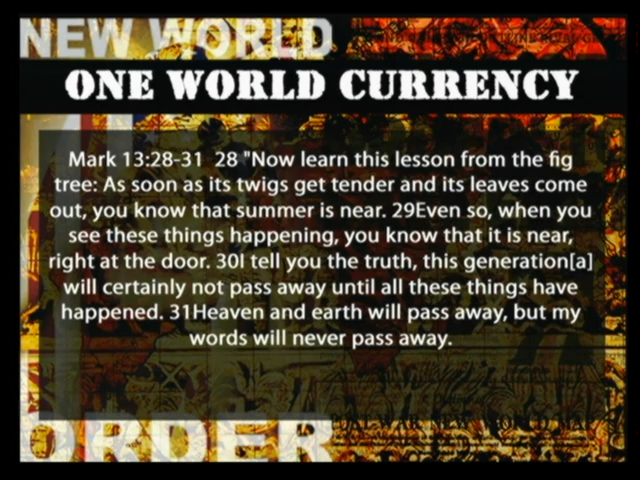 NEW WORLD
ONE WORLD CURRENCY
Mark 13:28-31  28 "Now learn this lesson from the fig
tree: As soon as its twigs get tender and its leaves come
out, you know that summer is near. 29Even so, when you
see these things happening, you know that it is near,
right at the door. 30I tell you the truth, this generation[a]
will certainly not pass away until all these things have
happened. 31Heaven and earth will pass away, but my
words will never pass away.
ORDER